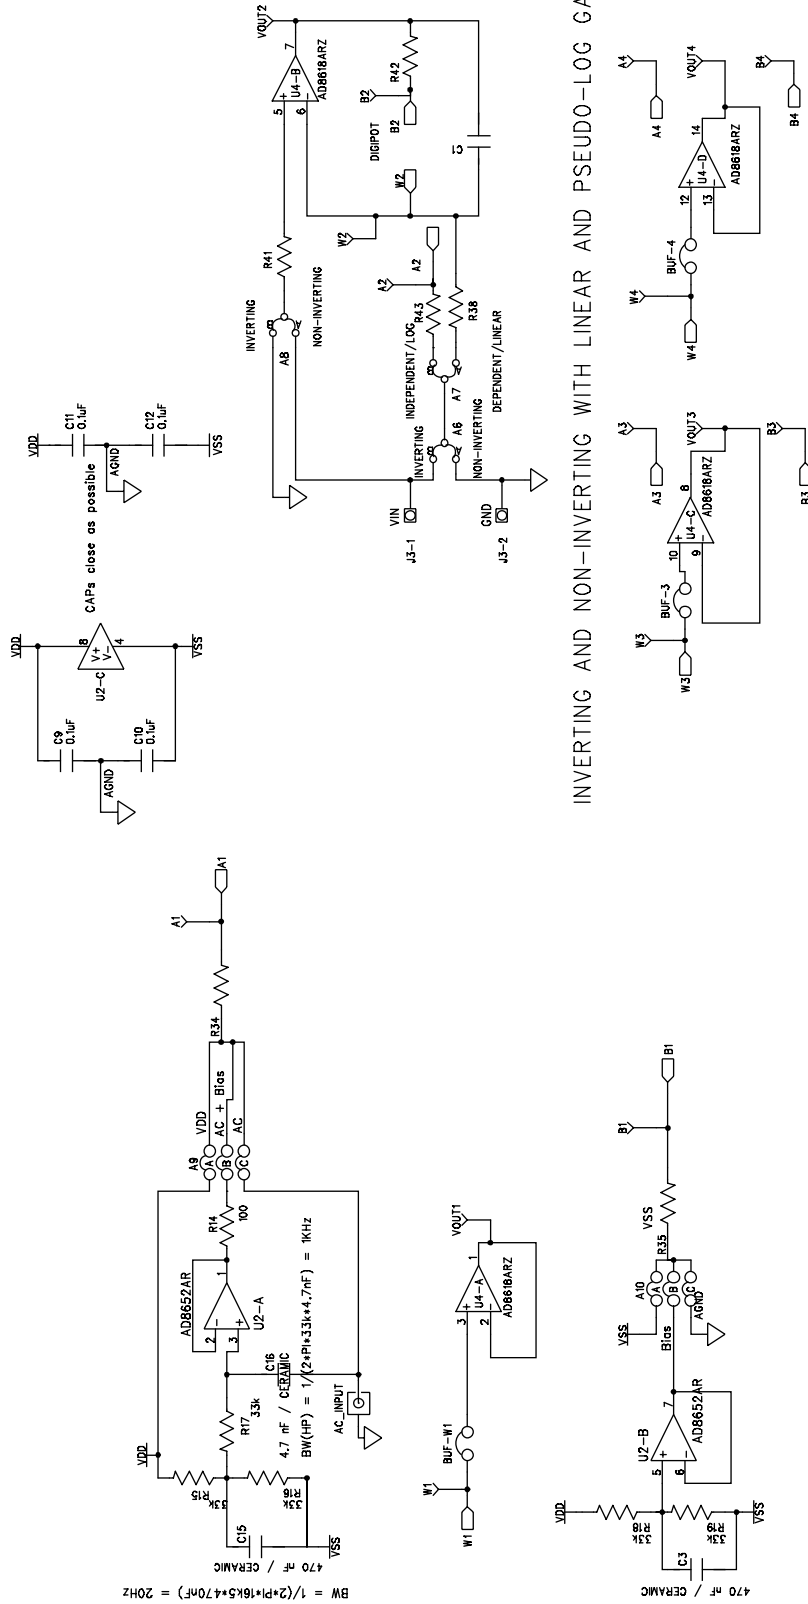 VDD
C9
0.1uF
C10
0.1uF
AGND
8
V+
V-
4
U2-C
VSS
CAPs close as possible
VDD
C11
0.1uF
AGND
C12
0.1uF
VSS
VOUT2
7
U4-B
AD8618ARZ
5
+
6
-
R42
B2
B2
DIGIPOT
C1
W2
W2
R41
INVERTING
B
A
A8
NON-INVERTING
A2
A2
R43
R38
INDEPENDENT/LOG
B
A
A7
DEPENDENT/LINEAR
INVERTING
B
A
A6
NON-INVERTING
VIN
J3-1
GND
J3-2
INVERTING AND NON-INVERTING WITH LINEAR AND PSEUDO-LOG GA
W3
W3
BUF-3
10
+
9
-
8
U4-C
AD8618ARZ
VOUT3
A3
A3
B3
B3
W4
W4
BUF-4
12
+
13
-
14
U4-D
AD8618ARZ
VOUT4
A4
A4
B4
B4
BW = 1/(2*PI*16k5*470nF) = 20Hz
470 nF / CERAMIC
C15
VSS
VDD
R15
33k
R16
33k
R17
33k
C16
4.7 nF / CERAMIC
BW(HP) = 1/(2*PI*33k*4.7nF) = 1KHz
AC_INPUT
AD8652AR
2
-
3
+
1
U2-A
R14
100
A9
A
B
C
VDD
AC + Bias
AC
R34
A1
A1
W1
W1
BUF-W1
3
+
2
-
1
U4-A
AD8618ARZ
VOUT1
VDD
R18
33k
R19
33k
C3
470 nF / CERAMIC
VSS
U2-B
5
+
6
-
7
AD8652AR
VSS
Bias
A10
A
B
C
AGND
R35
VSS
B1
B1